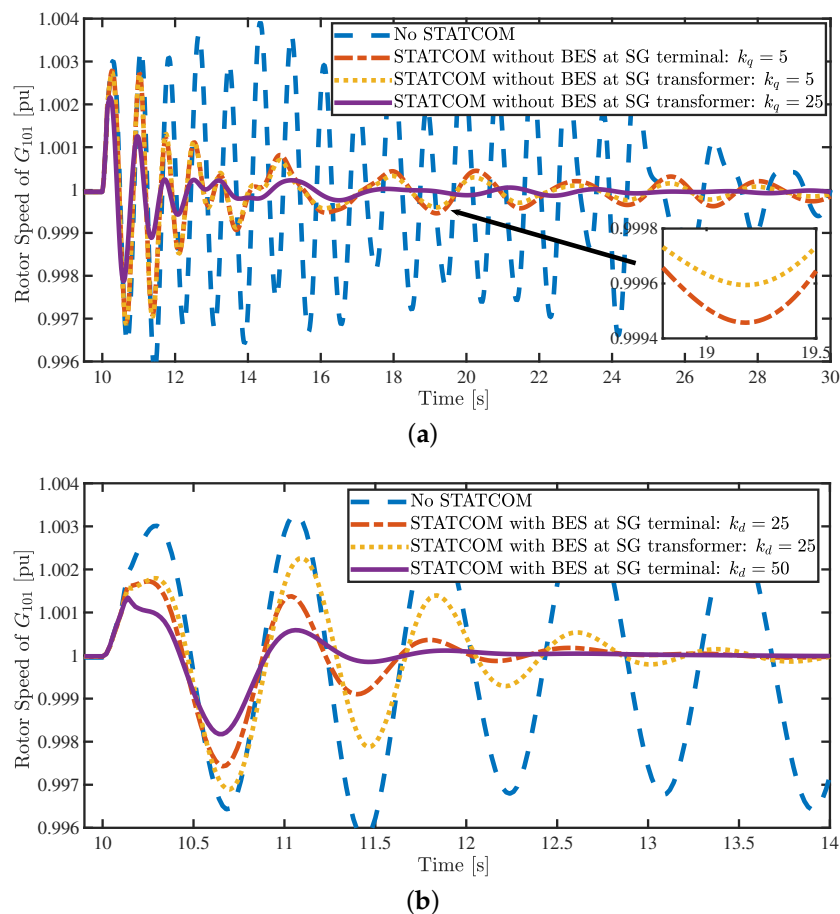 1.004
1.003
1.002
1.001
1
0.999
0.998
0.997
0.996
Rotor Speed of G101 [pu]
No STATCOM
STATCOM without BES at SG terminal: kq = 5
STATCOM without BES at SG transformer: kq = 5
STATCOM without BES at SG transformer: kq = 25
0.9998
0.9996
0.9994
19 19.5
10 12 14 16 18 20 22 24 26 28 30
Time [s]
(a)
1.004
1.003
1.002
1.001
1
0.999
0.998
0.997
0.996
Rotor Speed of G101 [pu]
No STATCOM
STATCOM with BES at SG terminal: kd = 25
STATCOM with BES at SG transformer: kd = 25
STATCOM with BES at SG terminal: kd = 50
10 10.5 11 11.5 12 12.5 13 13.5 14
Time [s]
(b)